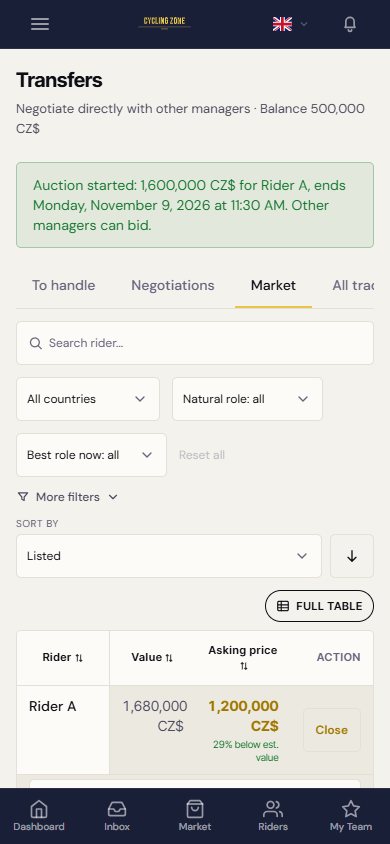 CYCLING ZONE
Transfers
Negotiate directly with other managers · Balance 500,000
CZ$
Auction started: 1,600,000 CZ$ for Rider A, ends
Monday, November 9, 2026 at 11:30 AM. Other
managers can bid.
To handle Negotiations Market All trac
Search rider...
All countries Natural role: all
Best role now: all Reset all
More filters
SORT BY
Listed
FULL TABLE
Rider Value Asking price ACTION
Rider A 1,680,000 CZ$ 1,200,000 CZ$ Close
29% below est.
value
Dashboard Inbox Market Riders My Team